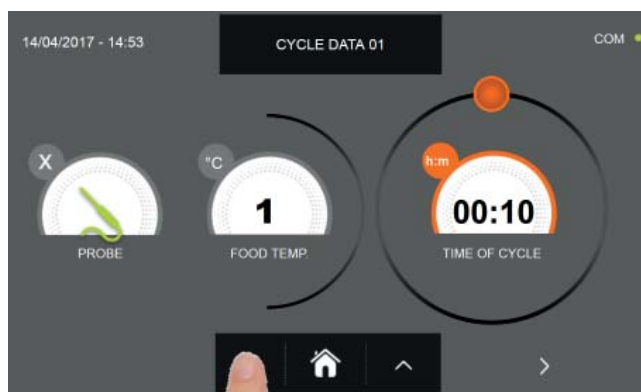 14/04/2017 - 14:53
CYCLE DATA 01
COM
X
PROBE
°C
1
FOOD TEMP.
h:m
00:10
TIME OF CYCLE